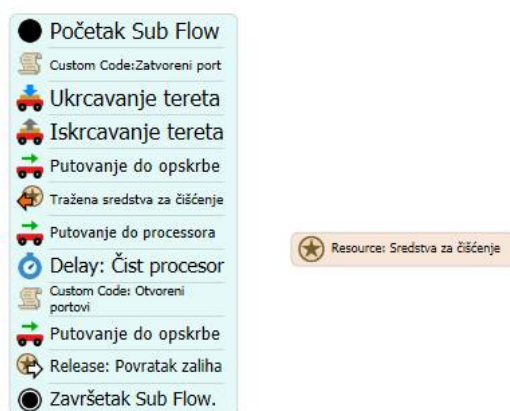 Početak Sub Flow
Custom Code:Zatvoreni port
Ukrcavanje tereta
Iskrcavanje tereta
Putovanje do opskrbe
Tražena sredstva za čišćenje
Putovanje do processora
Delay: Čist procesor
Custom Code: Otvoreni
portovi
Putovanje do opskrbe
Release: Povratak zaliha
Završetak Sub Flow.
Resource: Sredstva za čišćenje